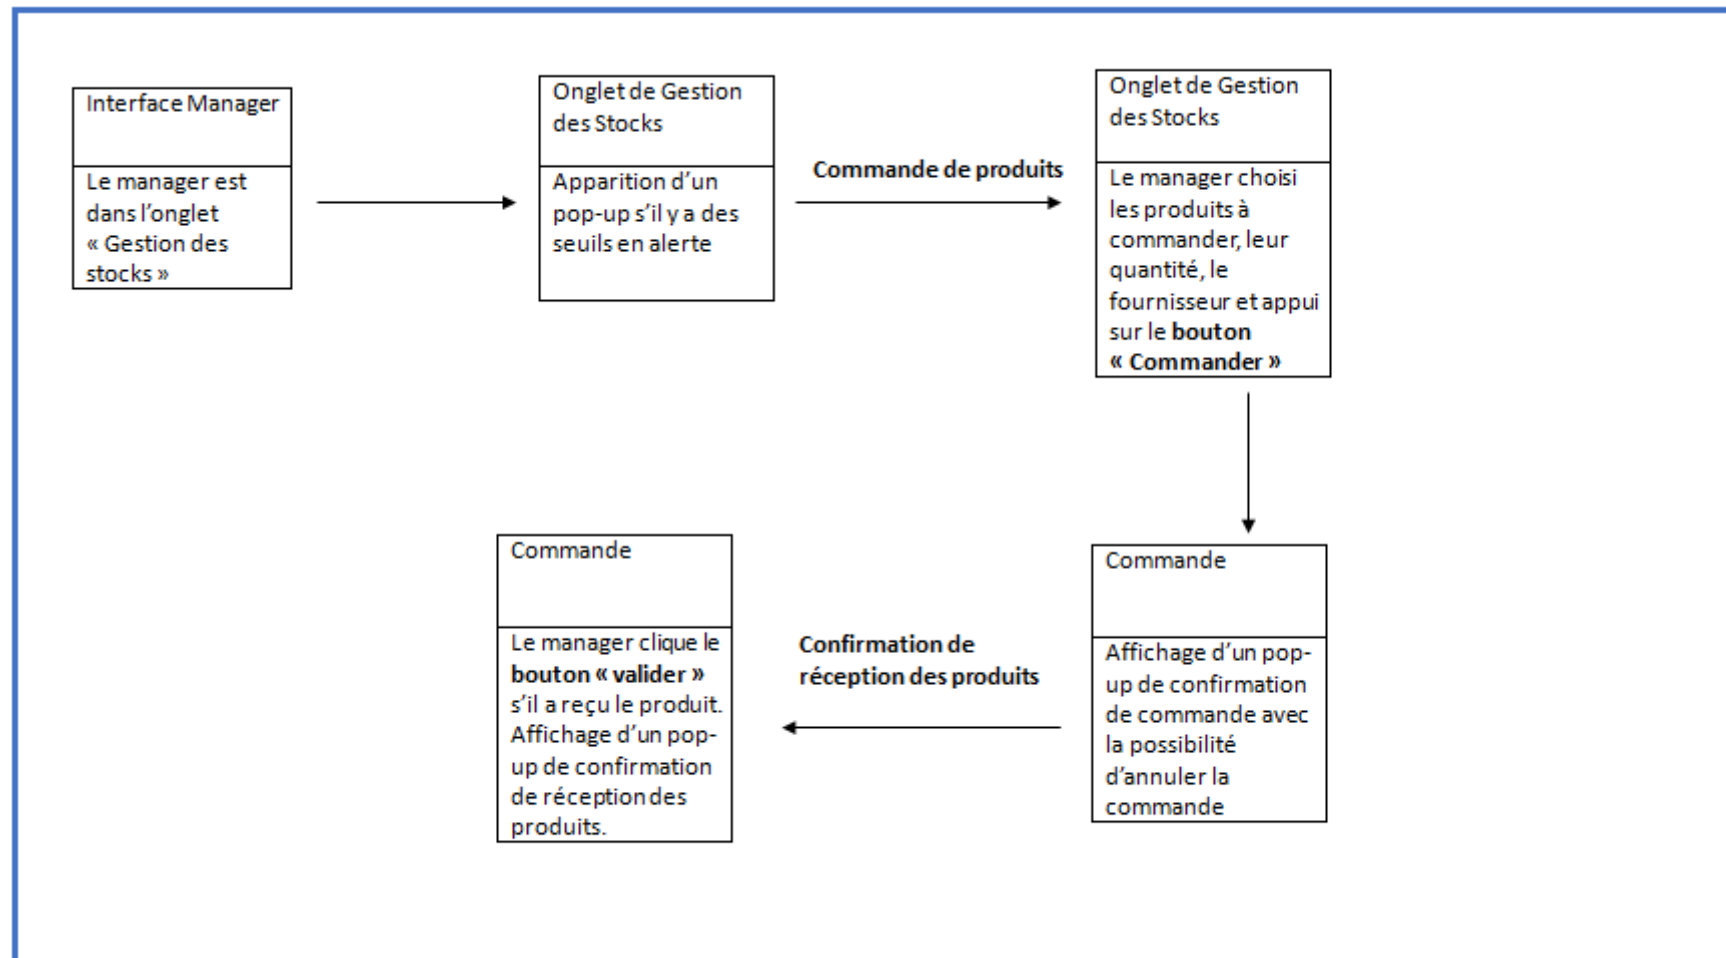 Interface Manager
Le manager est
dans l’onglet
« Gestion des
stocks »
Onglet de Gestion
des Stocks
Apparition d’un
pop-up s’il y a des
seuils en alerte
Commande de produits
Onglet de Gestion
des Stocks
Le manager choisi
les produits à
commander, leur
quantité, le
fournisseur et appui
sur le bouton
« Commander »
Commande
Affichage d’un pop-
up de confirmation
de commande avec
la possibilité
d’annuler la
commande
Confirmation de
réception des produits
Commande
Le manager clique le
bouton « valider »
s’il a reçu le produit.
Affichage d’un pop-
up de confirmation
de réception des
produits.